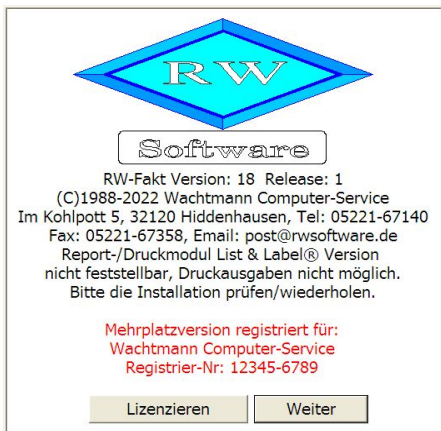 RW
Software
RW-Fakt Version: 18 Release: 1
(C)1988-2022 Wachtmann Computer-Service
Im Kohlpott 5, 32120 Hiddenhausen, Tel: 05221-67140
Fax: 05221-67358, Email: post@rwsoftware.de
Report-/Druckmodul List & Label® Version
nicht feststellbar, Druckausgaben nicht möglich.
Bitte die Installation prüfen/wiederholen.
Mehrplatzversion registriert für:
Wachtmann Computer-Service
Registrier-Nr: 12345-6789
Lizenzieren Weiter